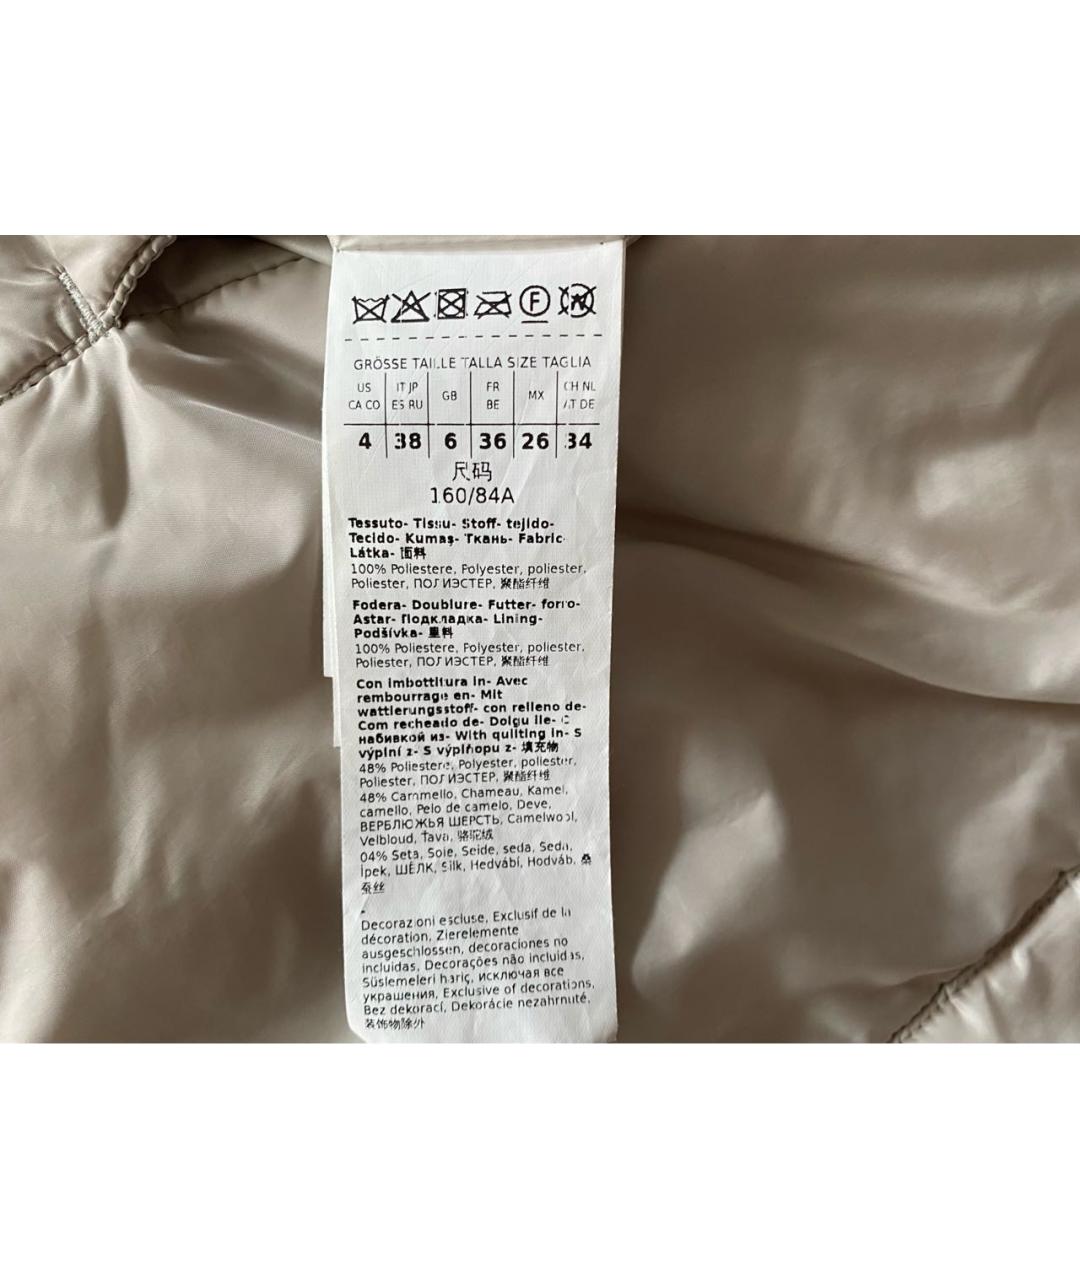 F
GRÖSSE TAILLE TALLA SIZE TAGLIA
US CA CO | IT JP ES RU | GB | FR BE | MX | CH NL AT DE
4 | 38 | 6 | 36 | 26 | 34
尺码
160/84A
Tessuto- Tissu- Stoff- tejido-
Tecido- Kumaş- Ткань- Fabric-
Látka- 面料
100% Poliestere, Polyester, poliester,
Poliester, ПОЛИЭСТЕР, 聚酯纤维
Fodera- Doublure- Futter- forro-
Astar- Подкладка- Lining-
Podšívka- 里料
100% Poliestere, Polyester, poliester,
Poliester, ПОЛИЭСТЕР, 聚酯纤维
Con imbottitura in- Avec
rembourrage en- Mit
wattierungsstoff- con relleno de-
Com recheado de- Dolgu ile- С
набивкой из- With quilting in- S
výplní z- S výplňopu z- 填充物
48% Poliestere, Polyester, poliester,
Poliester, ПОЛИЭСТЕР, 聚酯纤维
48% Cammello, Chameau, Kamel,
camello, Pelo de camelo, Deve,
ВЕРБЛЮЖЬЯ ШЕРСТЬ, Camelwool,
Velbloud, Ťava, 骆驼绒
04% Seta, Soie, Seide, seda, Seda,
İpek, ШЁЛК, Silk, Hedvábí, Hodváb, 桑
蚕丝
-
Decorazioni escluse, Exclusif de la
décoration, Zierelemente
ausgeschlossen, decoraciones no
incluidas, Decorações não incluidas,
Süslemeleri hariç, исключая все
украшения, Exclusive of decorations,
Bez dekorací, Dekorácie nezahrnuté,
装饰物除外